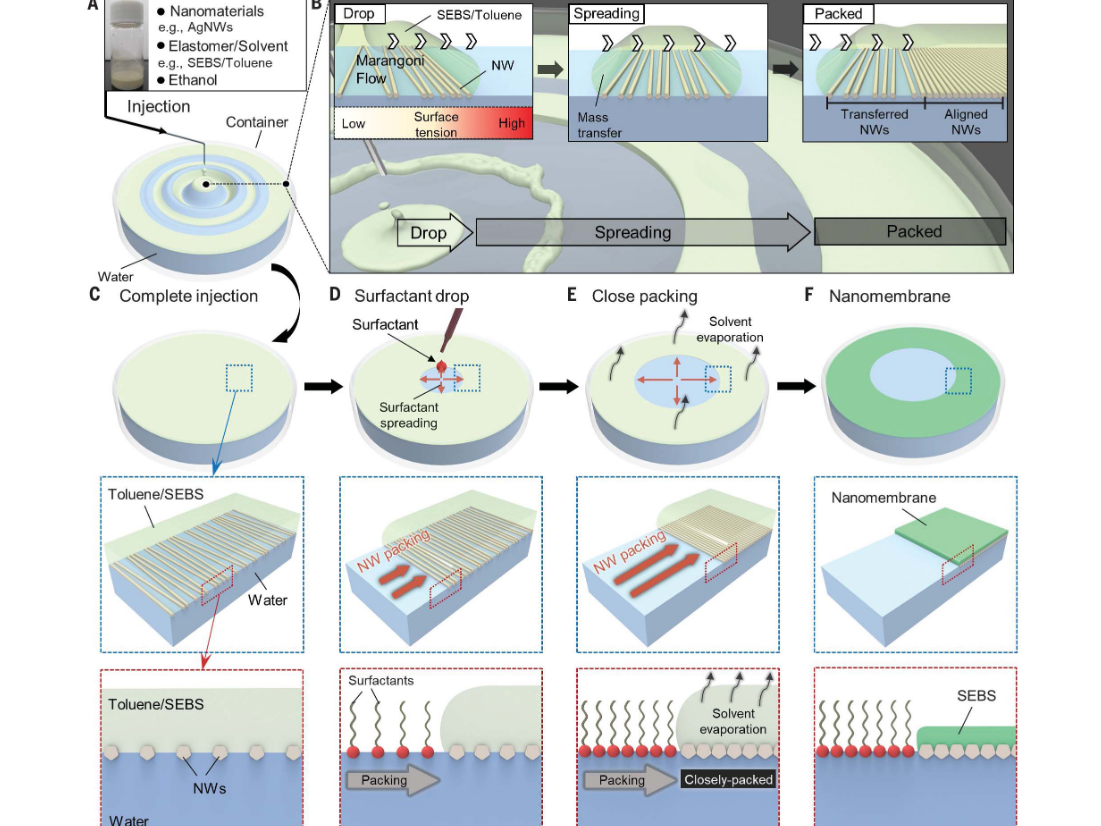 A
● Nanomaterials
e.g., AgNWs
● Elastomer/Solvent
e.g., SEBS/Toluene
● Ethanol
Injection
Container
Water
B
Drop
SEBS/Toluene
Marangoni
Flow
NW
Low
Surface
tension
High
Spreading
Mass
transfer
Packed
Transferred
NWs
Aligned
NWs
Drop
Spreading
Packed
C Complete injection
D Surfactant drop
Surfactant
Surfactant
spreading
E Close packing
Solvent
evaporation
F Nanomembrane
Toluene/SEBS
Water
NW packing
NW packing
Nanomembrane
Toluene/SEBS
NWs
Water
Surfactants
Packing
Solvent
evaporation
Packing
Closely-packed
SEBS